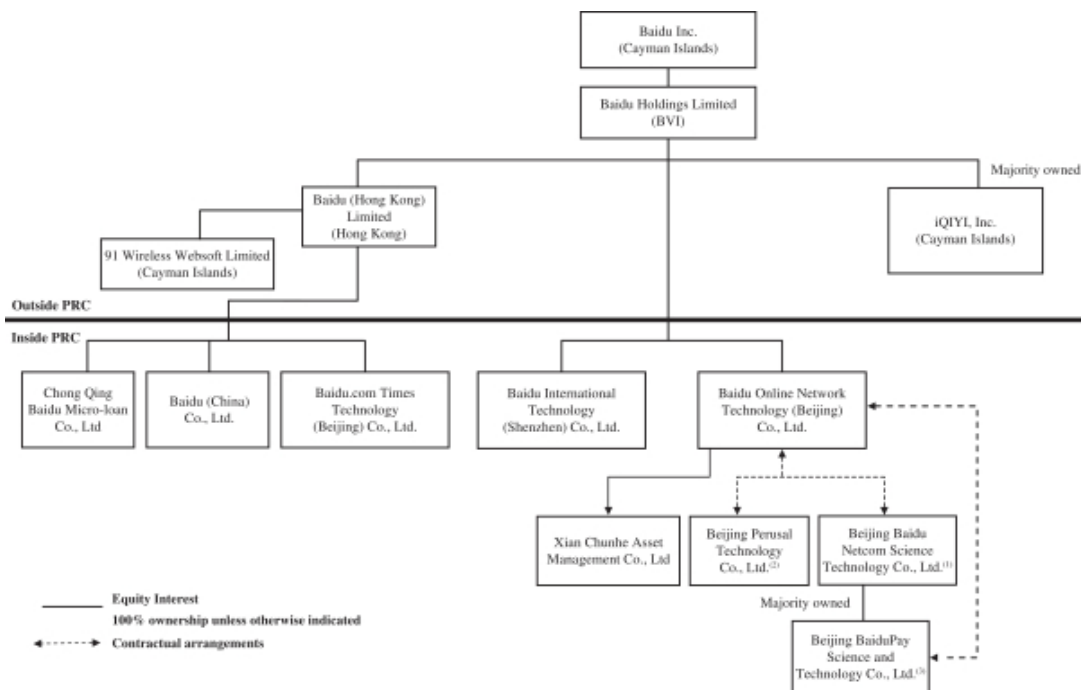 Baidu Inc.
(Cayman Islands)
Baidu Holdings Limited
(BVI)
Majority owned
Baidu (Hong Kong)
Limited
(Hong Kong)
iQIYI, Inc.
(Cayman Islands)
91 Wireless Websoft Limited
(Cayman Islands)
Outside PRC
Inside PRC
Chong Qing
Baidu Micro-loan
Co., Ltd
Baidu (China)
Co., Ltd.
Baidu.com Times
Technology
(Beijing) Co., Ltd.
Baidu International
Technology
(Shenzhen) Co., Ltd.
Baidu Online Network
Technology (Beijing)
Co., Ltd.
Xian Chunhe Asset
Management Co., Ltd
Beijing Perusal
Technology
Co., Ltd.(2)
Beijing Baidu
Netcom Science
Technology Co., Ltd.(1)
Majority owned
Beijing BaiduPay
Science and
Technology Co., Ltd.(3)
Equity Interest
100% ownership unless otherwise indicated
Contractual arrangements